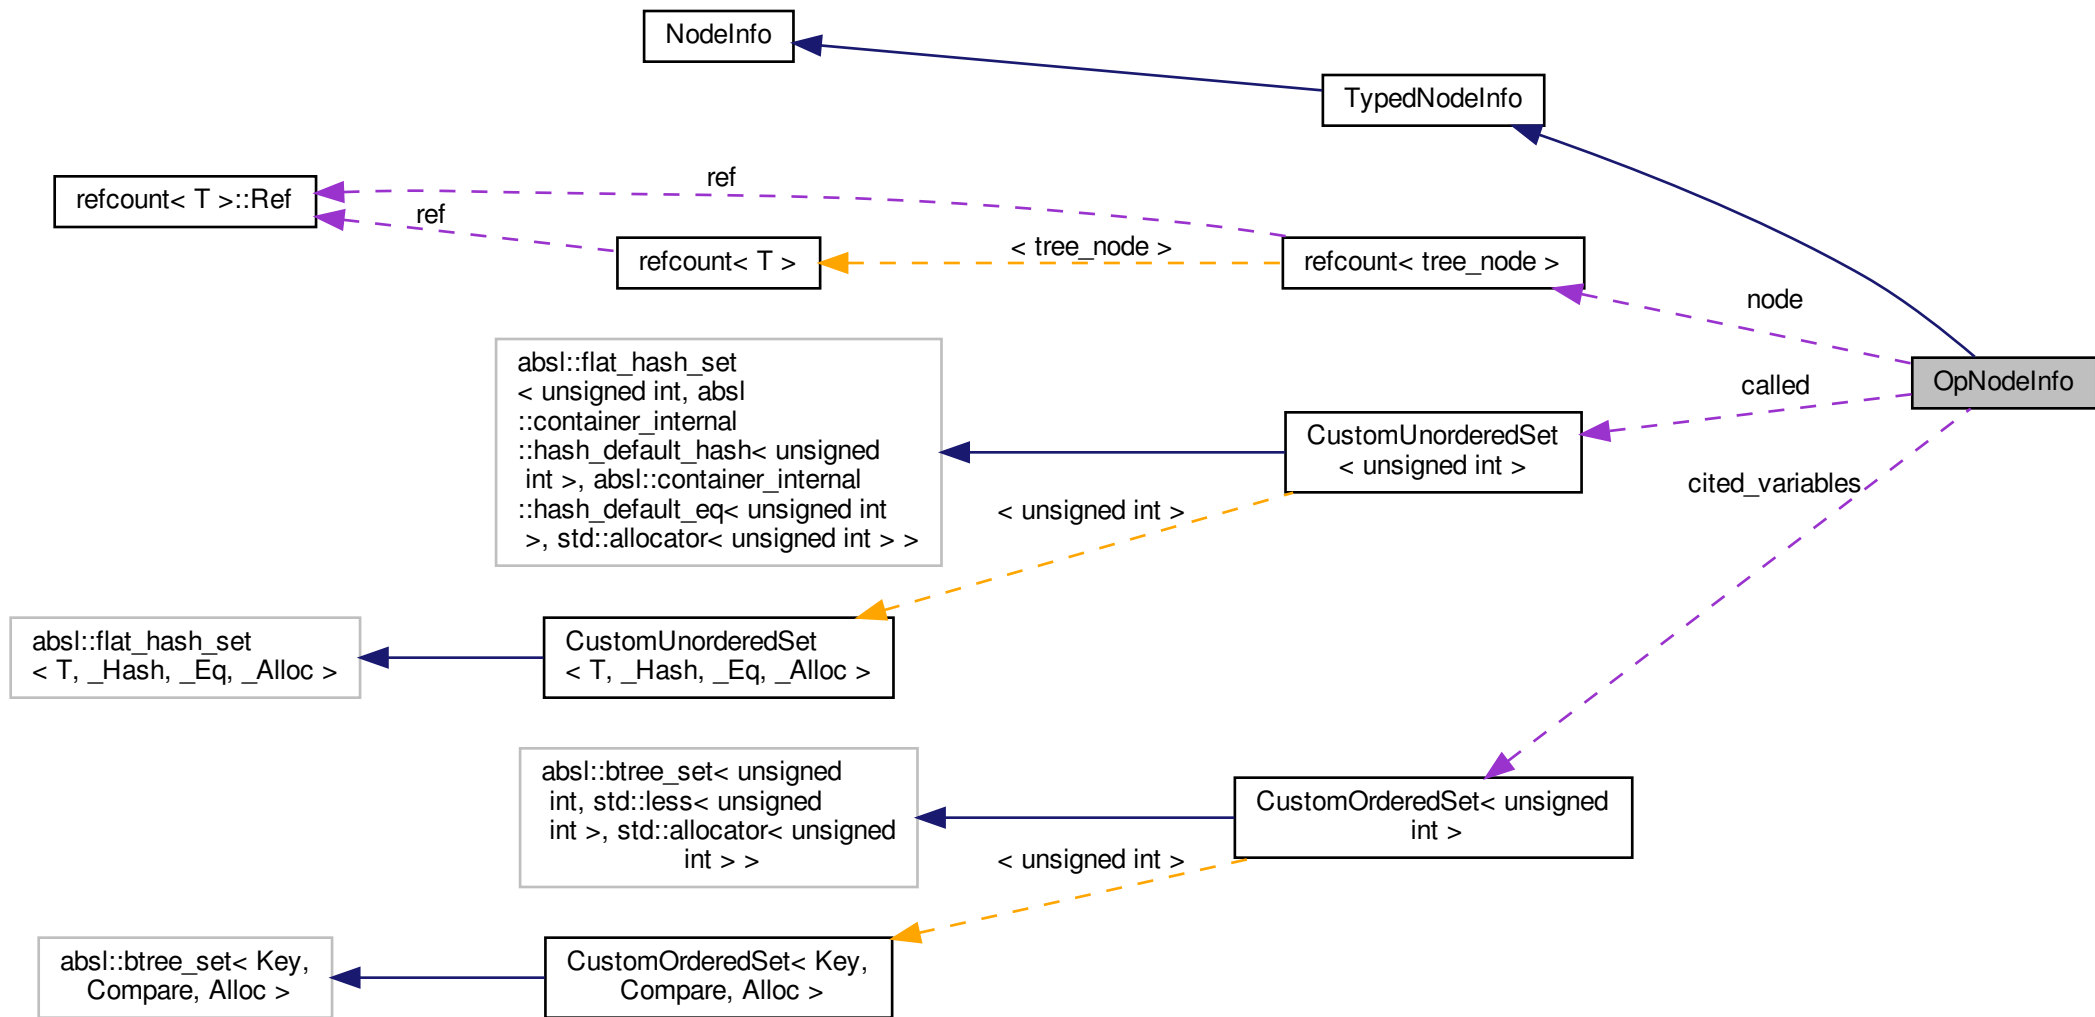 NodeInfo
TypedNodeInfo
refcount< T >::Ref
ref
ref
refcount< T >
< tree_node >
refcount< tree_node >
node
OpNodeInfo
called
cited_variables
absl::flat_hash_set
< unsigned int, absl
::container_internal
::hash_default_hash< unsigned
int >, absl::container_internal
::hash_default_eq< unsigned int
>, std::allocator< unsigned int > >
CustomUnorderedSet
< unsigned int >
< unsigned int >
absl::flat_hash_set
< T, _Hash, _Eq, _Alloc >
CustomUnorderedSet
< T, _Hash, _Eq, _Alloc >
absl::btree_set< unsigned
int, std::less< unsigned
int >, std::allocator< unsigned
int > >
CustomOrderedSet< unsigned
int >
< unsigned int >
absl::btree_set< Key,
Compare, Alloc >
CustomOrderedSet< Key,
Compare, Alloc >